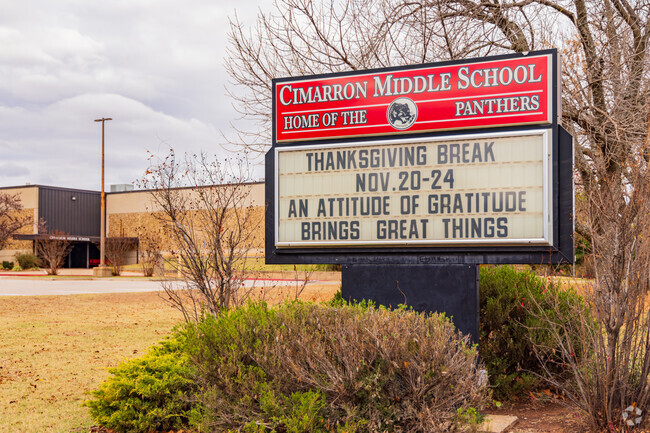 CIMARRON MIDDLE SCHOOL
HOME OF THE PANTHERS
THANKSGIVING BREAK
NOV.20-24
AN ATTITUDE OF GRATITUDE
BRINGS GREAT THINGS